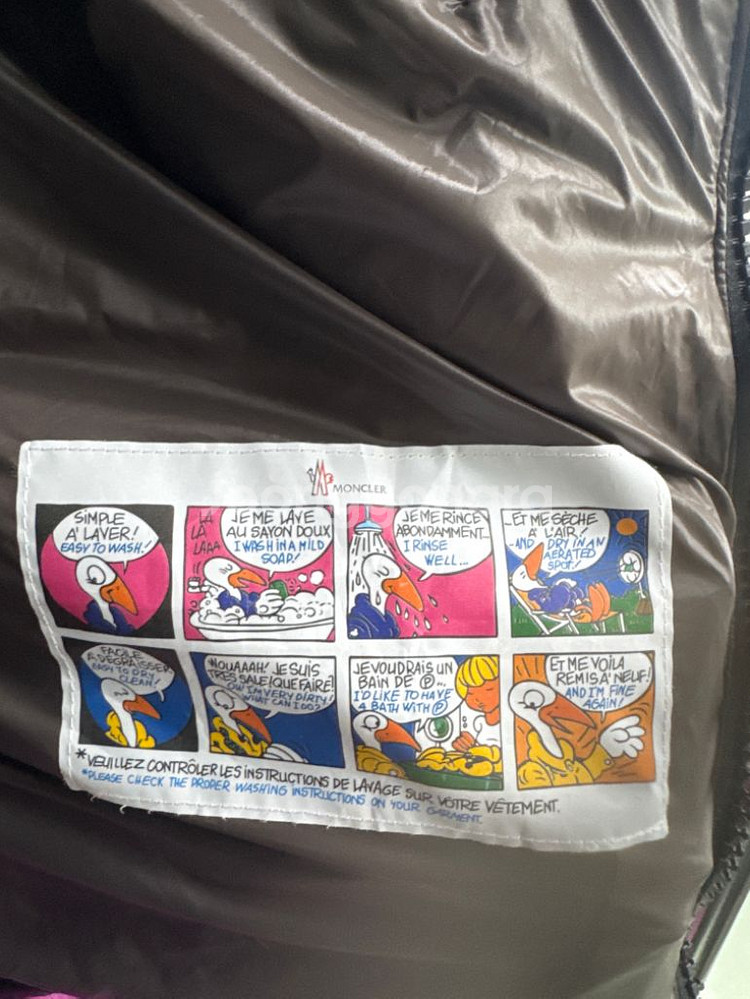 MONCLER
SIMPLE
A' LAVER!
EASY TO WASH!
LA
LA
LAAA
JE ME LAVE
AU SAVON DOUX
I WASH IN A MILD
SOAP!
JE ME RINCE
ABONDAMMENT...
I RINSE
WELL...
...ET ME SÈCHE
A' L'AIR!
...AND DRY IN AN
AERATED
SPOT!
FACILE
A DÉGRAISSER!
EASY TO DRY
CLEAN!
NOUAAAH! JE SUIS
TRÈS SALE! QUE FAIRE!
OW I'M VERY DIRTY!
WHAT CAN I DO?
JE VOUDRAIS UN
BAIN DE Ⓟ...
I'D LIKE TO HAVE
A BATH WITH Ⓟ
ET ME VOILA
REMIS A' NEUF!
AND I'M FINE
AGAIN!
*VEUILLEZ CONTRÔLER LES INSTRUCTIONS DE LAVAGE SUR VÔTRE VÊTEMENT.
*PLEASE CHECK THE PROPER WASHING INSTRUCTIONS ON YOUR GARMENT.